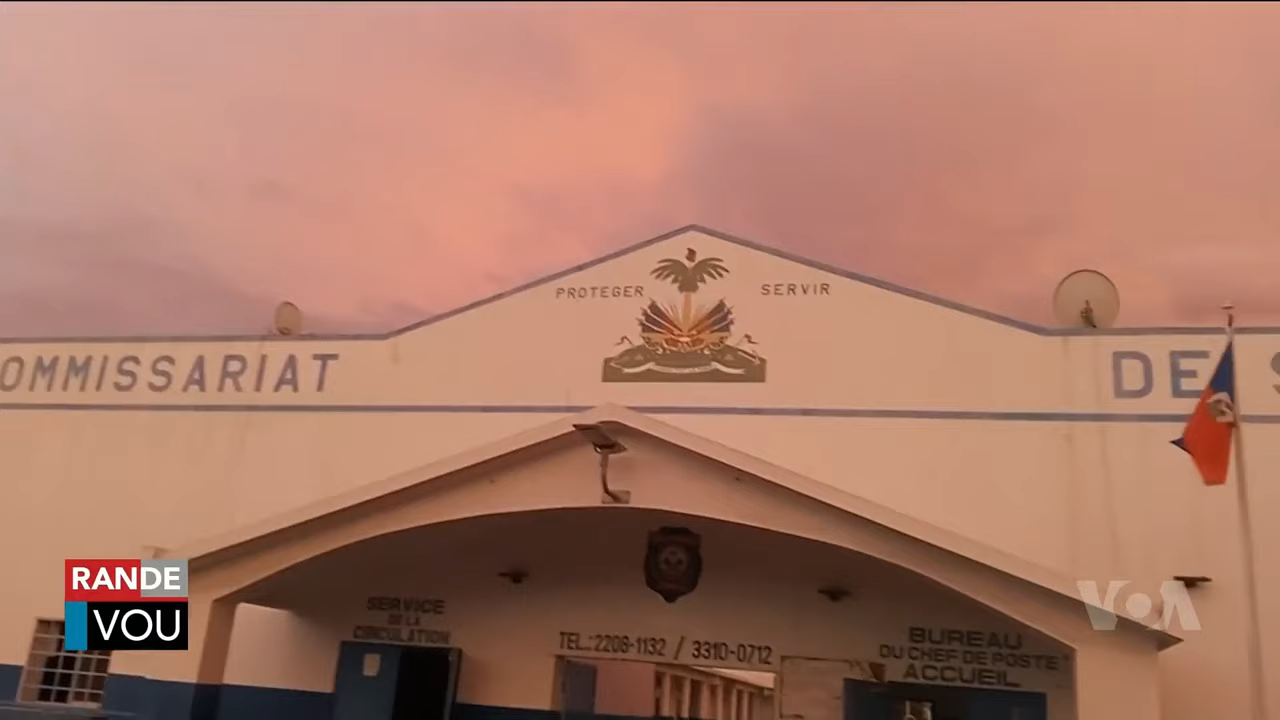 PROTEGER
SERVIR
OMMISSARIAT
DE S
SERVICE
DE LA
CIRCULATION
TEL.:2208-1132 / 3310-0712
BUREAU
DU CHEF DE POSTE
ACCUEIL
RANDE
VOU
VOA